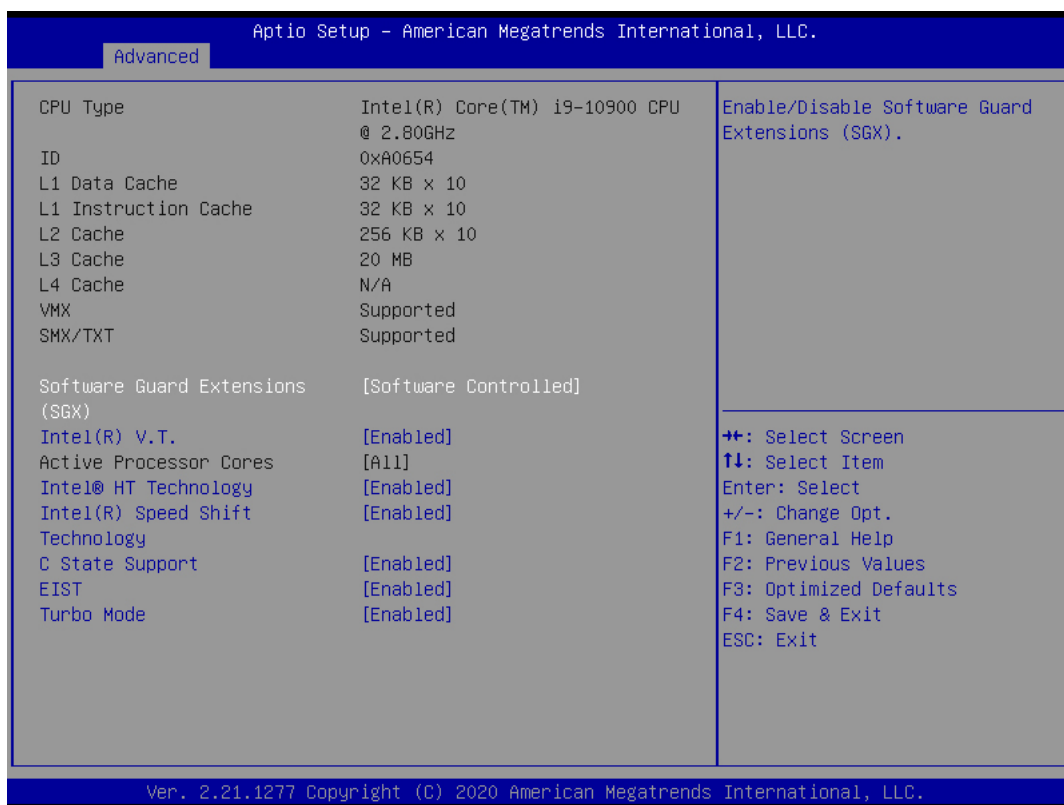 Aptio Setup – American Megatrends International, LLC.
Advanced
CPU Type Intel(R) Core(TM) i9-10900 CPU
@ 2.80GHz
ID 0xA0654
L1 Data Cache 32 KB x 10
L1 Instruction Cache 32 KB x 10
L2 Cache 256 KB x 10
L3 Cache 20 MB
L4 Cache N/A
VMX Supported
SMX/TXT Supported
Software Guard Extensions [Software Controlled]
(SGX)
Intel(R) V.T. [Enabled]
Active Processor Cores [All]
Intel® HT Technology [Enabled]
Intel(R) Speed Shift [Enabled]
Technology
C State Support [Enabled]
EIST [Enabled]
Turbo Mode [Enabled]
Enable/Disable Software Guard
Extensions (SGX).
→←: Select Screen
↑↓: Select Item
Enter: Select
+/-: Change Opt.
F1: General Help
F2: Previous Values
F3: Optimized Defaults
F4: Save & Exit
ESC: Exit
Ver. 2.21.1277 Copyright (C) 2020 American Megatrends International, LLC.